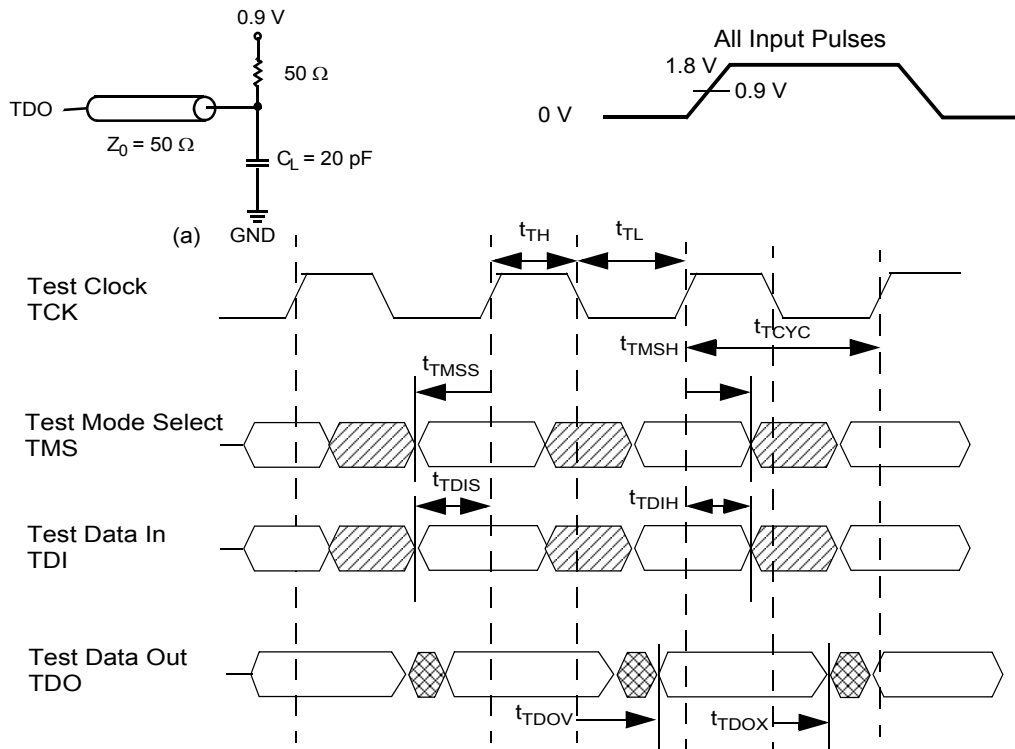 0.9 V
50 Ω
TDO
Z0 = 50 Ω
CL = 20 pF
(a)
GND
All Input Pulses
1.8 V
0.9 V
0 V
tTH
tTL
Test Clock
TCK
tTCYC
tTMSH
tTMSS
Test Mode Select
TMS
tTDIS
tTDIH
Test Data In
TDI
Test Data Out
TDO
tTDOV
tTDOX